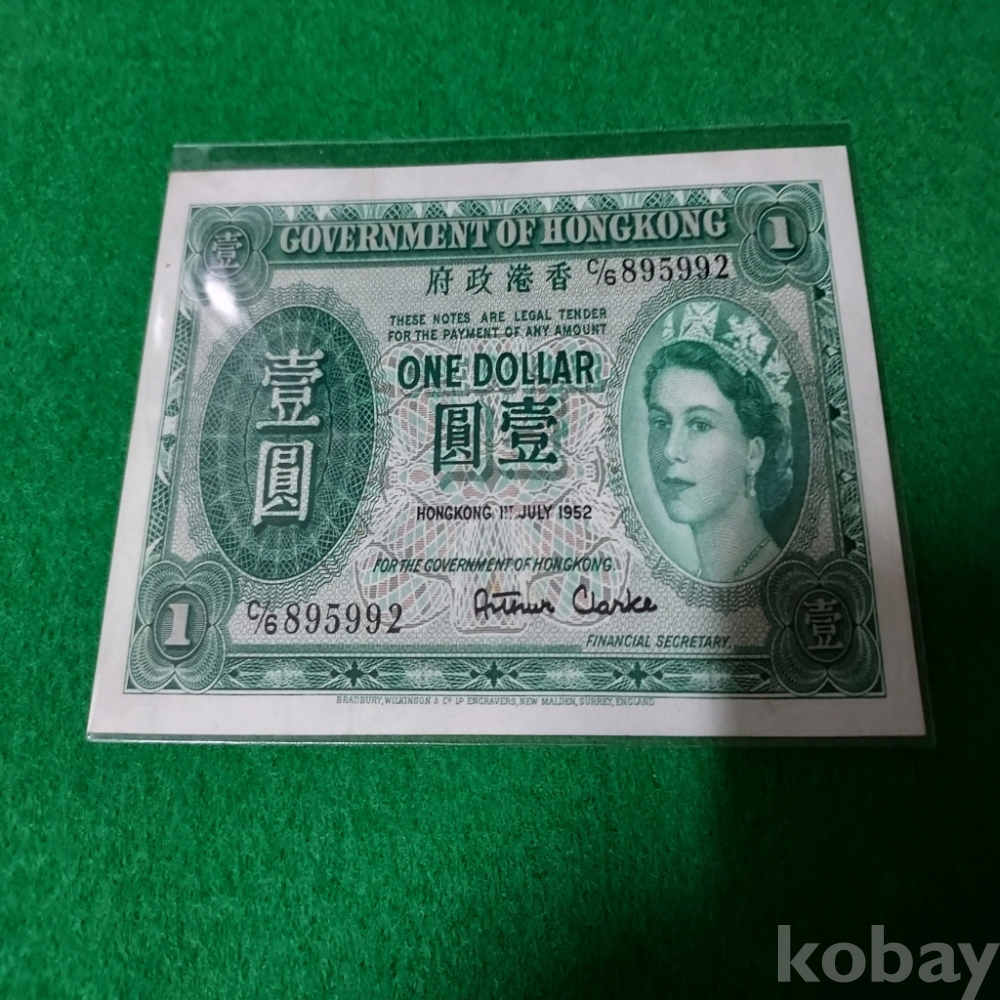 GOVERNMENT OF HONGKONG
1
壹
府政港香
C/6 895992
THESE NOTES ARE LEGAL TENDER
FOR THE PAYMENT OF ANY AMOUNT
ONE DOLLAR
圓壹
壹圓
HONGKONG 1ST JULY 1952
FOR THE GOVERNMENT OF HONGKONG.
C/6 895992
Arthur Clarke
1
壹
FINANCIAL SECRETARY.
BRADBURY, WILKINSON & Co Ld ENGRAVERS, NEW MALDEN, SURREY, ENGLAND
kobay